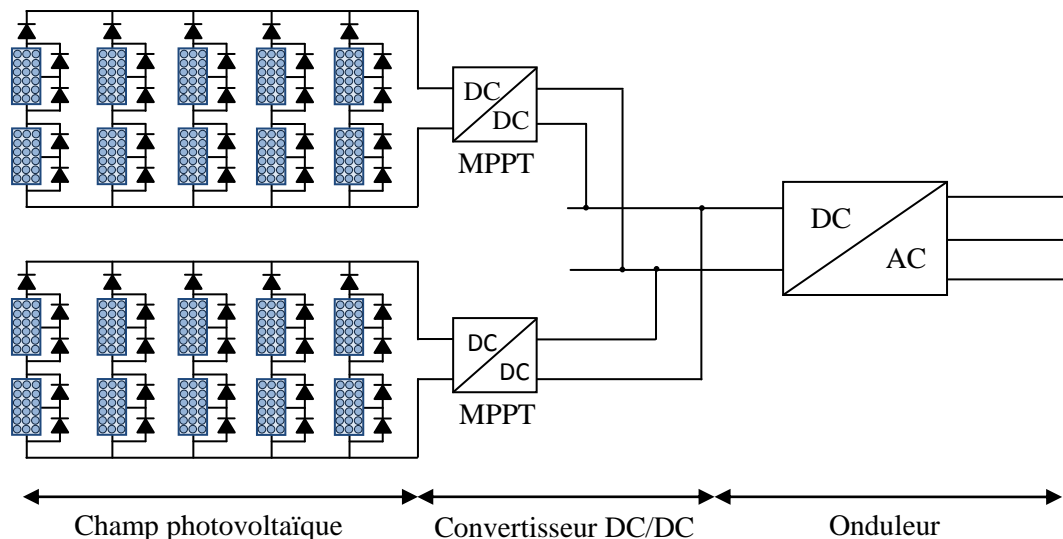 DC
DC
MPPT
DC
AC
DC
DC
MPPT
Champ photovoltaïque
Convertisseur DC/DC
Onduleur